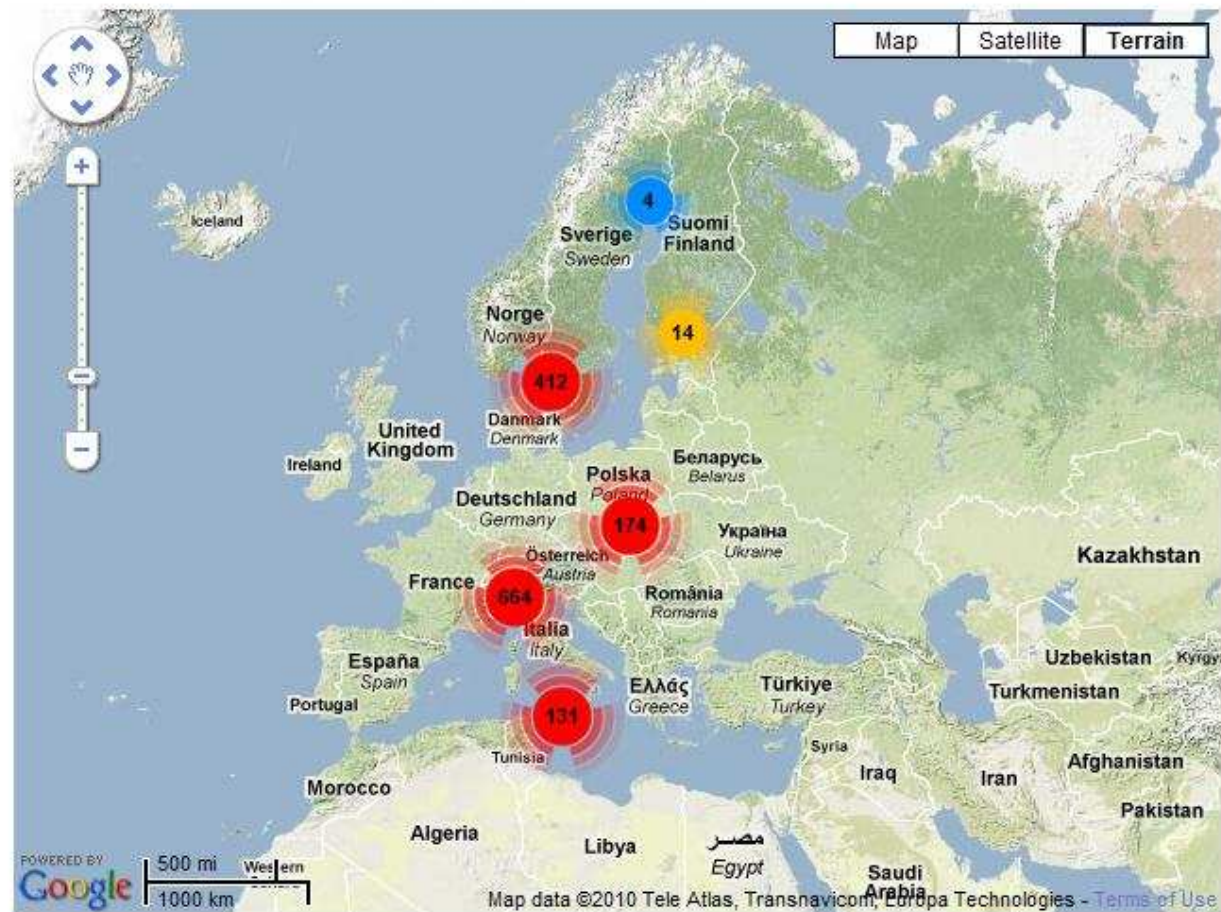 Map Satellite Terrain
Iceland
4
Suomi
Finland
Sverige
Sweden
Norge
Norway
14
412
Danmark
Denmark
United
Kingdom
Ireland
Polska
Poland
Беларусь
Belarus
Deutschland
Germany
174
Україна
Ukraine
Kazakhstan
Österreich
Austria
France
664
România
Romania
Italia
Italy
España
Spain
Portugal
Ελλάς
Greece
Türkiye
Turkey
Uzbekistan
Kyrgy
Turkmenistan
131
Tunisia
Syria
Iraq
Iran
Afghanistan
Pakistan
Morocco
Algeria
Libya
مصر
Egypt
Saudi
Arabia
POWERED BY
Google
500 mi
1000 km
Western
Map data ©2010 Tele Atlas, Transnavicom, Europa Technologies - Terms of Use